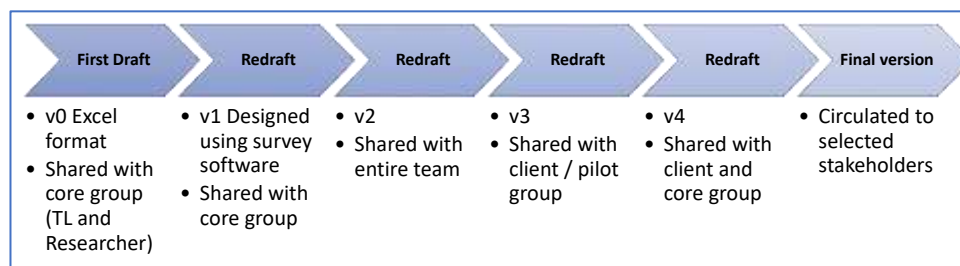 First Draft
Redraft
Redraft
Redraft
Redraft
Final version
• v0 Excel
format
• Shared with
core group
(TL and
Researcher)
• v1 Designed
using survey
software
• Shared with
core group
• v2
• Shared with
entire team
• v3
• Shared with
client / pilot
group
• v4
• Shared with
client and
core group
• Circulated to
selected
stakeholders